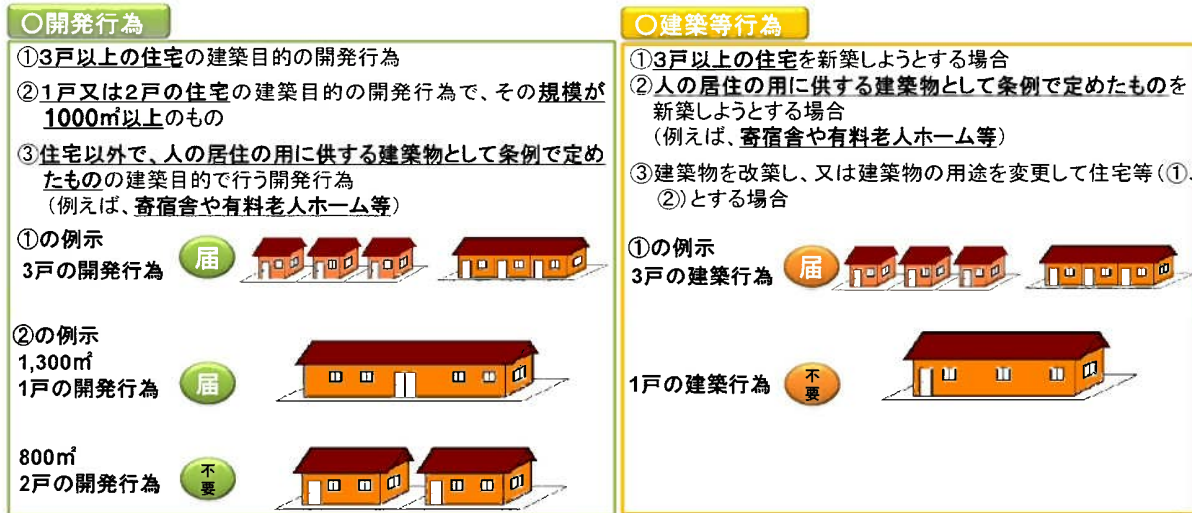 〇開発行為
①3戸以上の住宅の建築目的の開発行為
②1戸又は2戸の住宅の建築目的の開発行為で、その規模が
1000㎡以上のもの
③住宅以外で、人の居住の用に供する建築物として条例で定め
たものの建築目的で行う開発行為
（例えば、寄宿舎や有料老人ホーム等）
①の例示
3戸の開発行為
届
②の例示
1,300㎡
1戸の開発行為
届
800㎡
2戸の開発行為
不要
〇建築等行為
①3戸以上の住宅を新築しようとする場合
②人の居住の用に供する建築物として条例で定めたものを
新築しようとする場合
（例えば、寄宿舎や有料老人ホーム等）
③建築物を改築し、又は建築物の用途を変更して住宅等（①、
②）とする場合
①の例示
3戸の建築行為
届
1戸の建築行為
不要